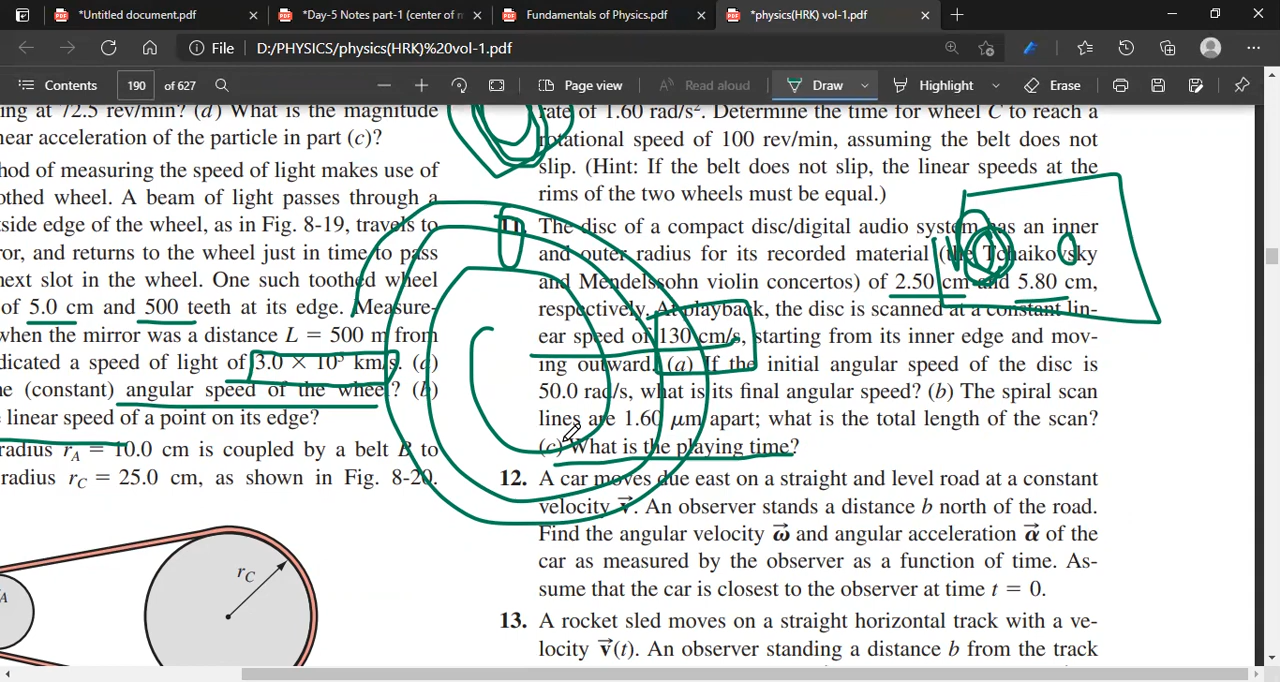 *Untitled document.pdf
*Day-5 Notes part-1 (center of m
Fundamentals of Physics.pdf
*physics(HRK) vol-1.pdf
File
D:/PHYSICS/physics(HRK)%20vol-1.pdf
Contents
190
of 627
Page view
Read aloud
Draw
Highlight
Erase
ing at 72.5 rev/min? (d) What is the magnitude
near acceleration of the particle in part (c)?
hod of measuring the speed of light makes use of
othed wheel. A beam of light passes through a
tside edge of the wheel, as in Fig. 8-19, travels to
ror, and returns to the wheel just in time to pass
next slot in the wheel. One such toothed wheel
of 5.0 cm and 500 teeth at its edge. Measure-
when the mirror was a distance L = 500 m from
dicated a speed of light of 3.0 × 10⁵ km/s. (a)
he (constant) angular speed of the wheel? (b)
linear speed of a point on its edge?
radius r_A = 10.0 cm is coupled by a belt B to
radius r_C = 25.0 cm, as shown in Fig. 8-20.
r_C
A
rate of 1.60 rad/s². Determine the time for wheel C to reach a
rotational speed of 100 rev/min, assuming the belt does not
slip. (Hint: If the belt does not slip, the linear speeds at the
rims of the two wheels must be equal.)
11. The disc of a compact disc/digital audio system has an inner
and outer radius for its recorded material (the Tchaikovsky
and Mendelssohn violin concertos) of 2.50 cm and 5.80 cm,
respectively. At playback, the disc is scanned at a constant lin-
ear speed of 130 cm/s, starting from its inner edge and mov-
ing outward. (a) If the initial angular speed of the disc is
50.0 rad/s, what is its final angular speed? (b) The spiral scan
lines are 1.60 μm apart; what is the total length of the scan?
(c) What is the playing time?
12. A car moves due east on a straight and level road at a constant
velocity v⃗. An observer stands a distance b north of the road.
Find the angular velocity ω⃗ and angular acceleration α⃗ of the
car as measured by the observer as a function of time. As-
sume that the car is closest to the observer at time t = 0.
13. A rocket sled moves on a straight horizontal track with a ve-
locity v⃗(t). An observer standing a distance b from the track